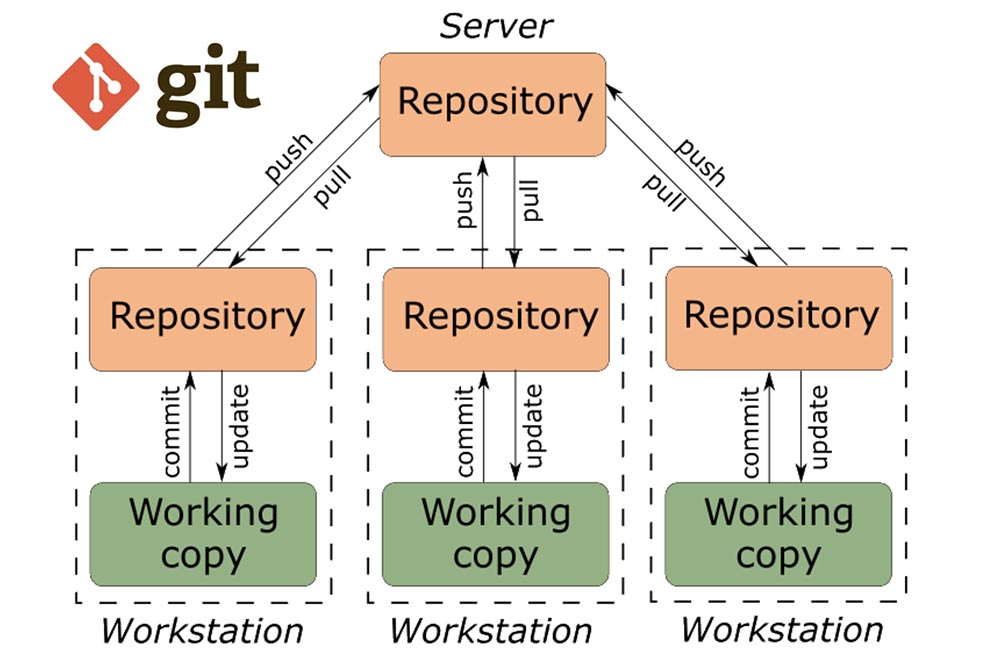 Server
git
Repository
push
pull
push
pull
push
pull
Repository
Repository
Repository
commit
update
commit
update
commit
update
Working
copy
Working
copy
Working
copy
Workstation
Workstation
Workstation